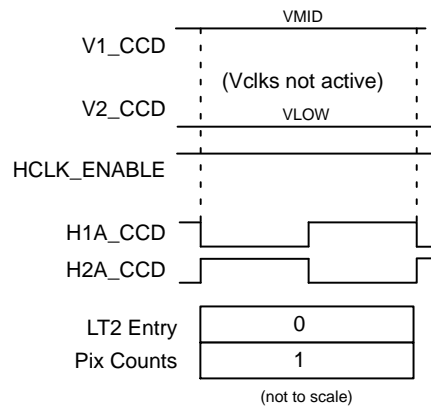 VMID
V1_CCD
(Vclks not active)
V2_CCD
VLOW
HCLK_ENABLE
H1A_CCD
H2A_CCD
LT2 Entry 0
Pix Counts 1
(not to scale)